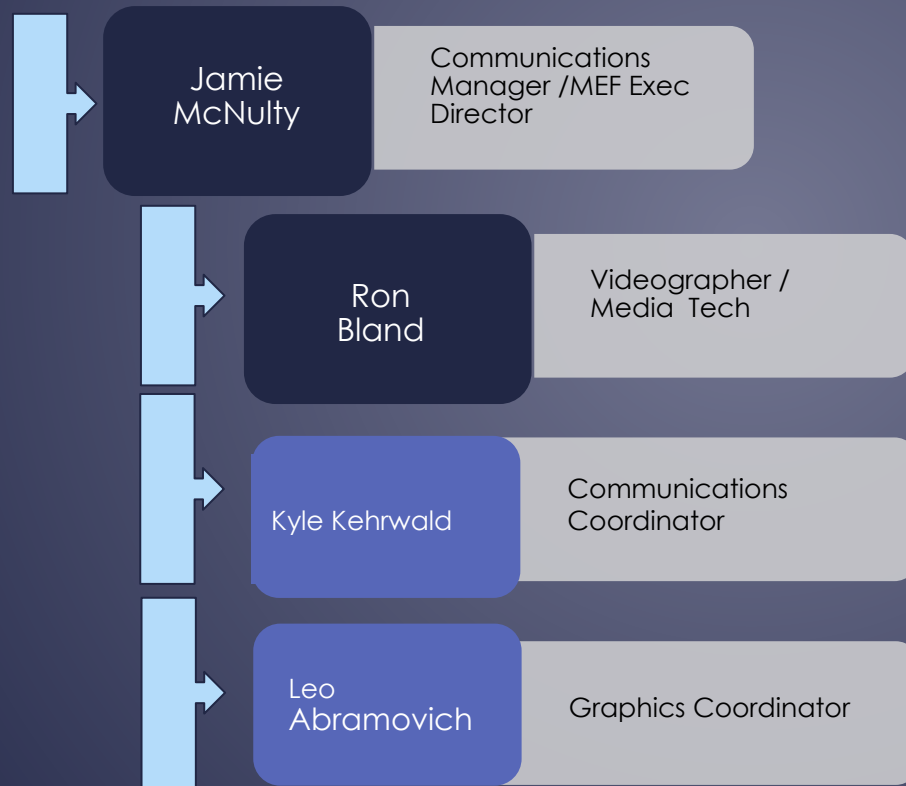 Jamie
McNulty
Communications
Manager /MEF Exec
Director
Ron
Bland
Videographer /
Media Tech
Kyle Kehrwald
Communications
Coordinator
Leo
Abramovich
Graphics Coordinator